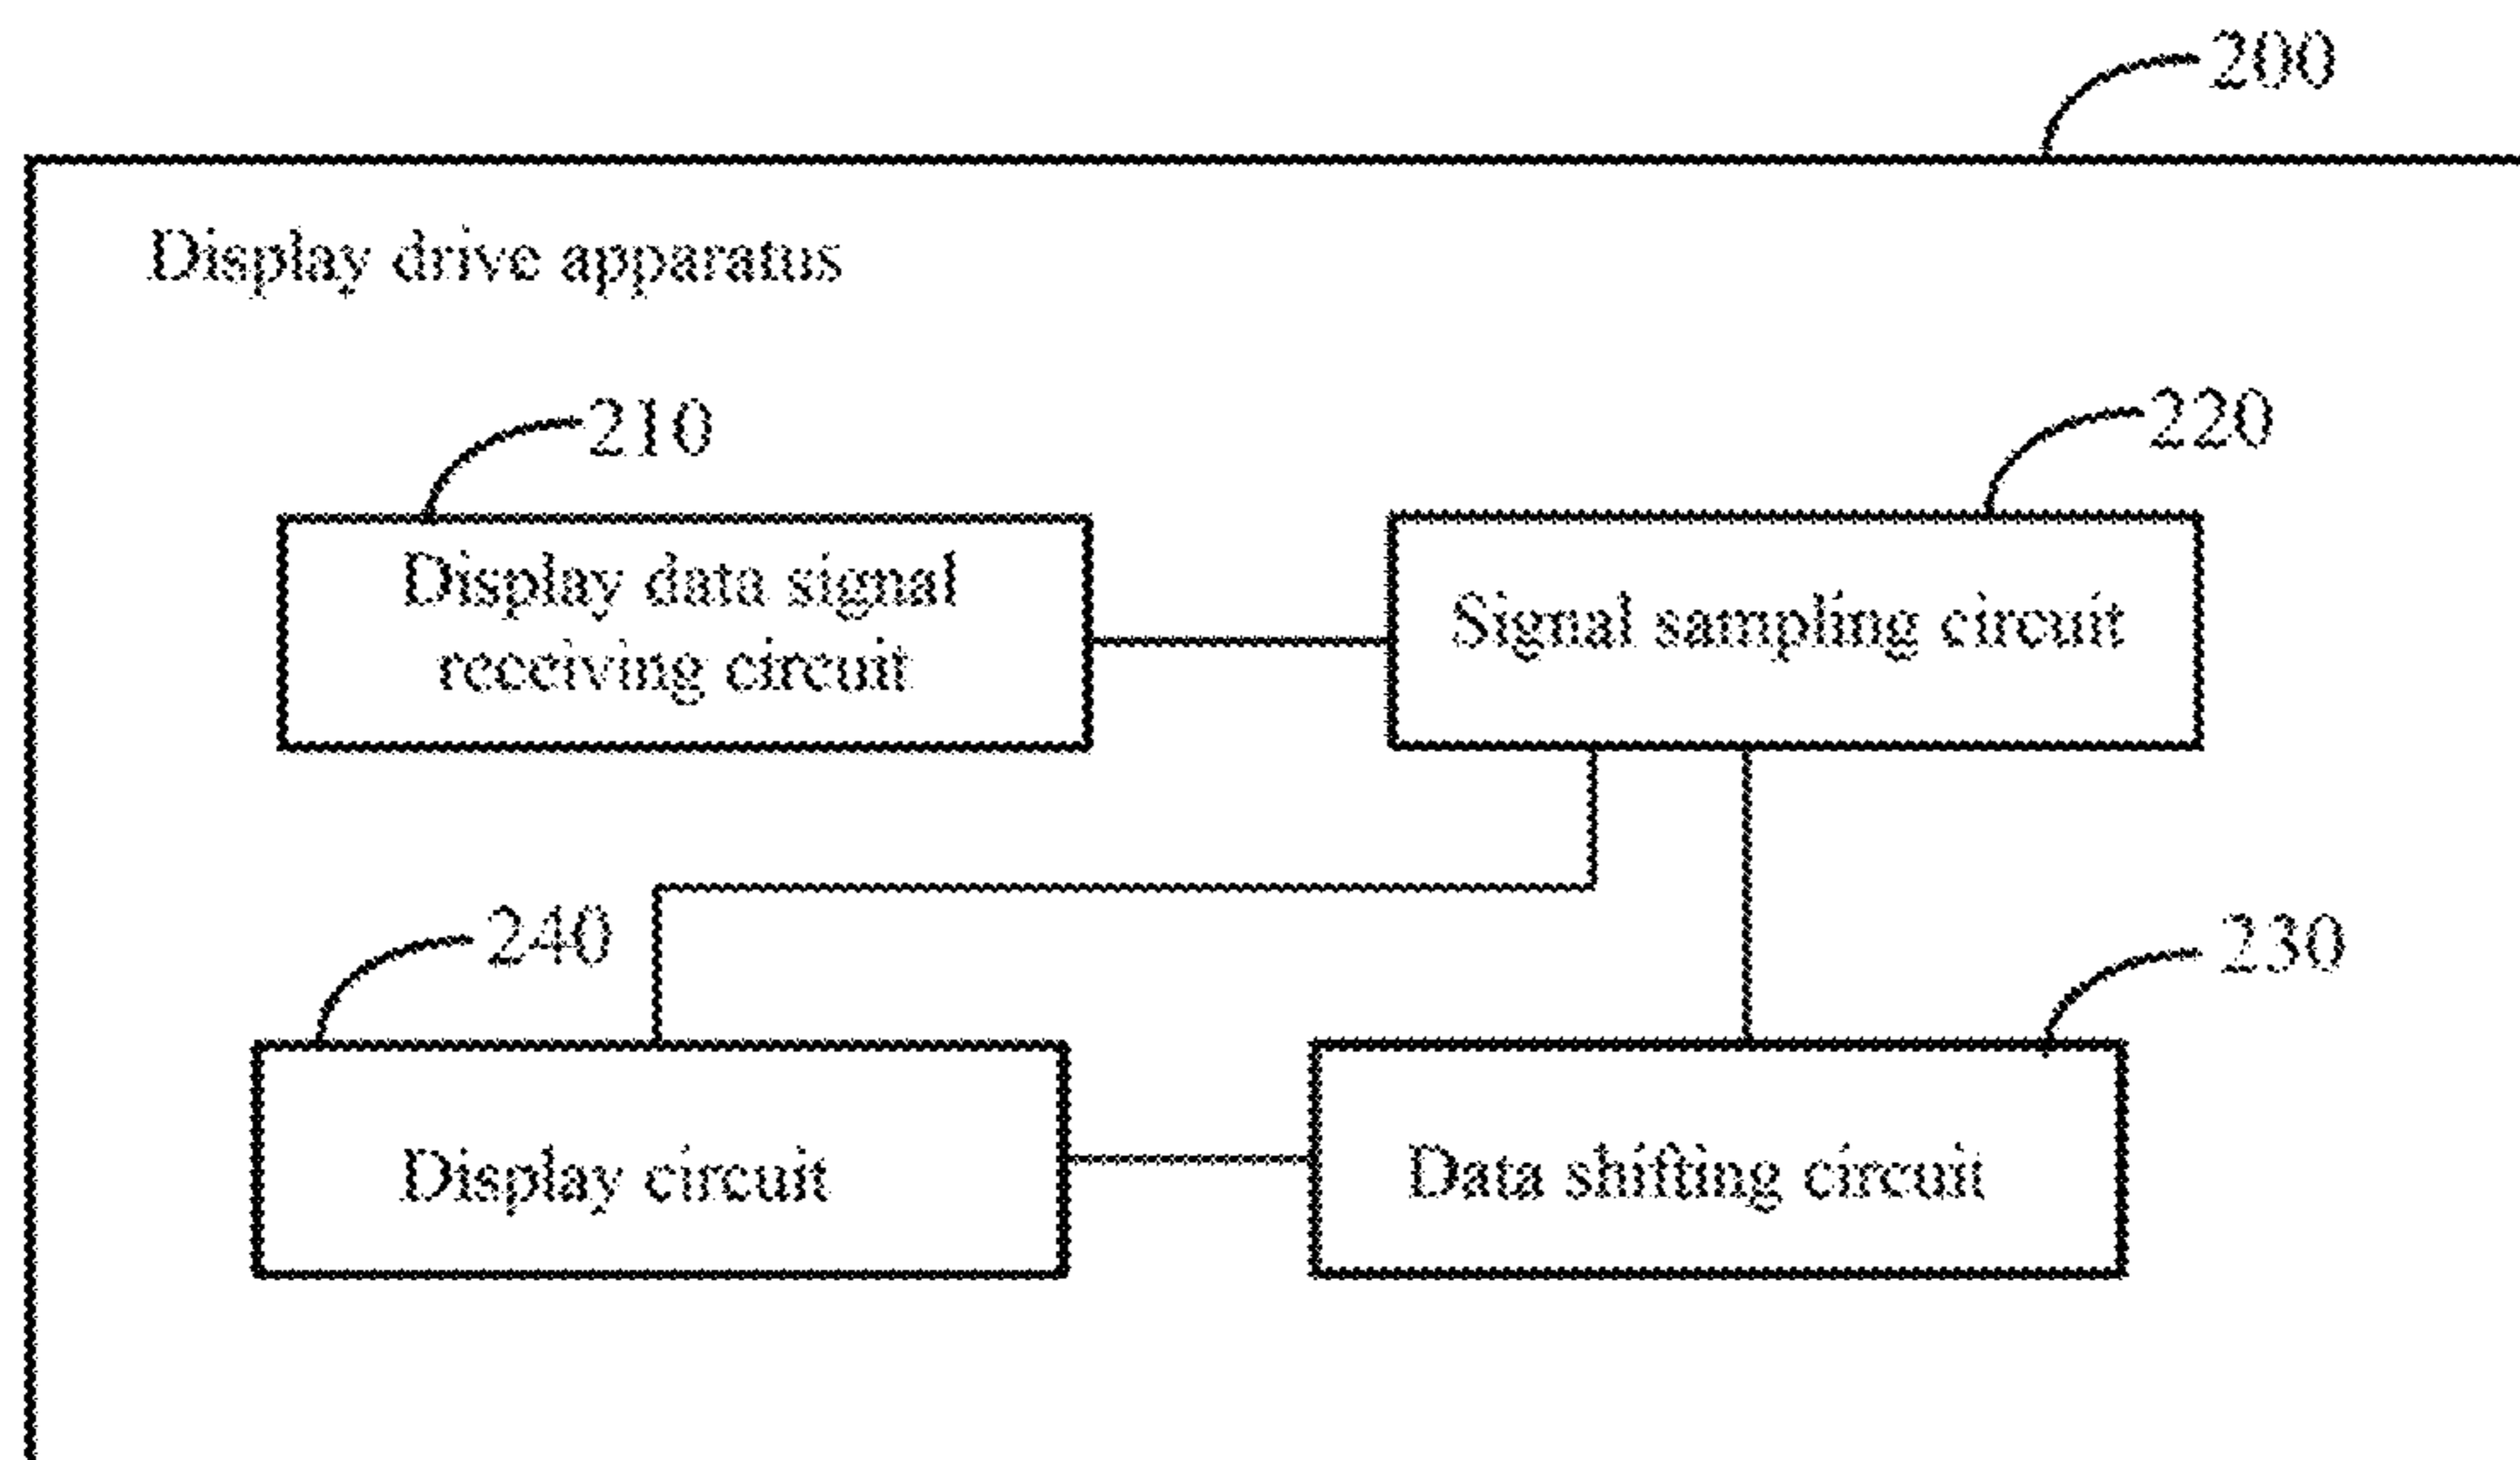 200
Display drive apparatus
210
220
Display data signal
receiving circuit
Signal sampling circuit
240
230
Display circuit
Data shifting circuit